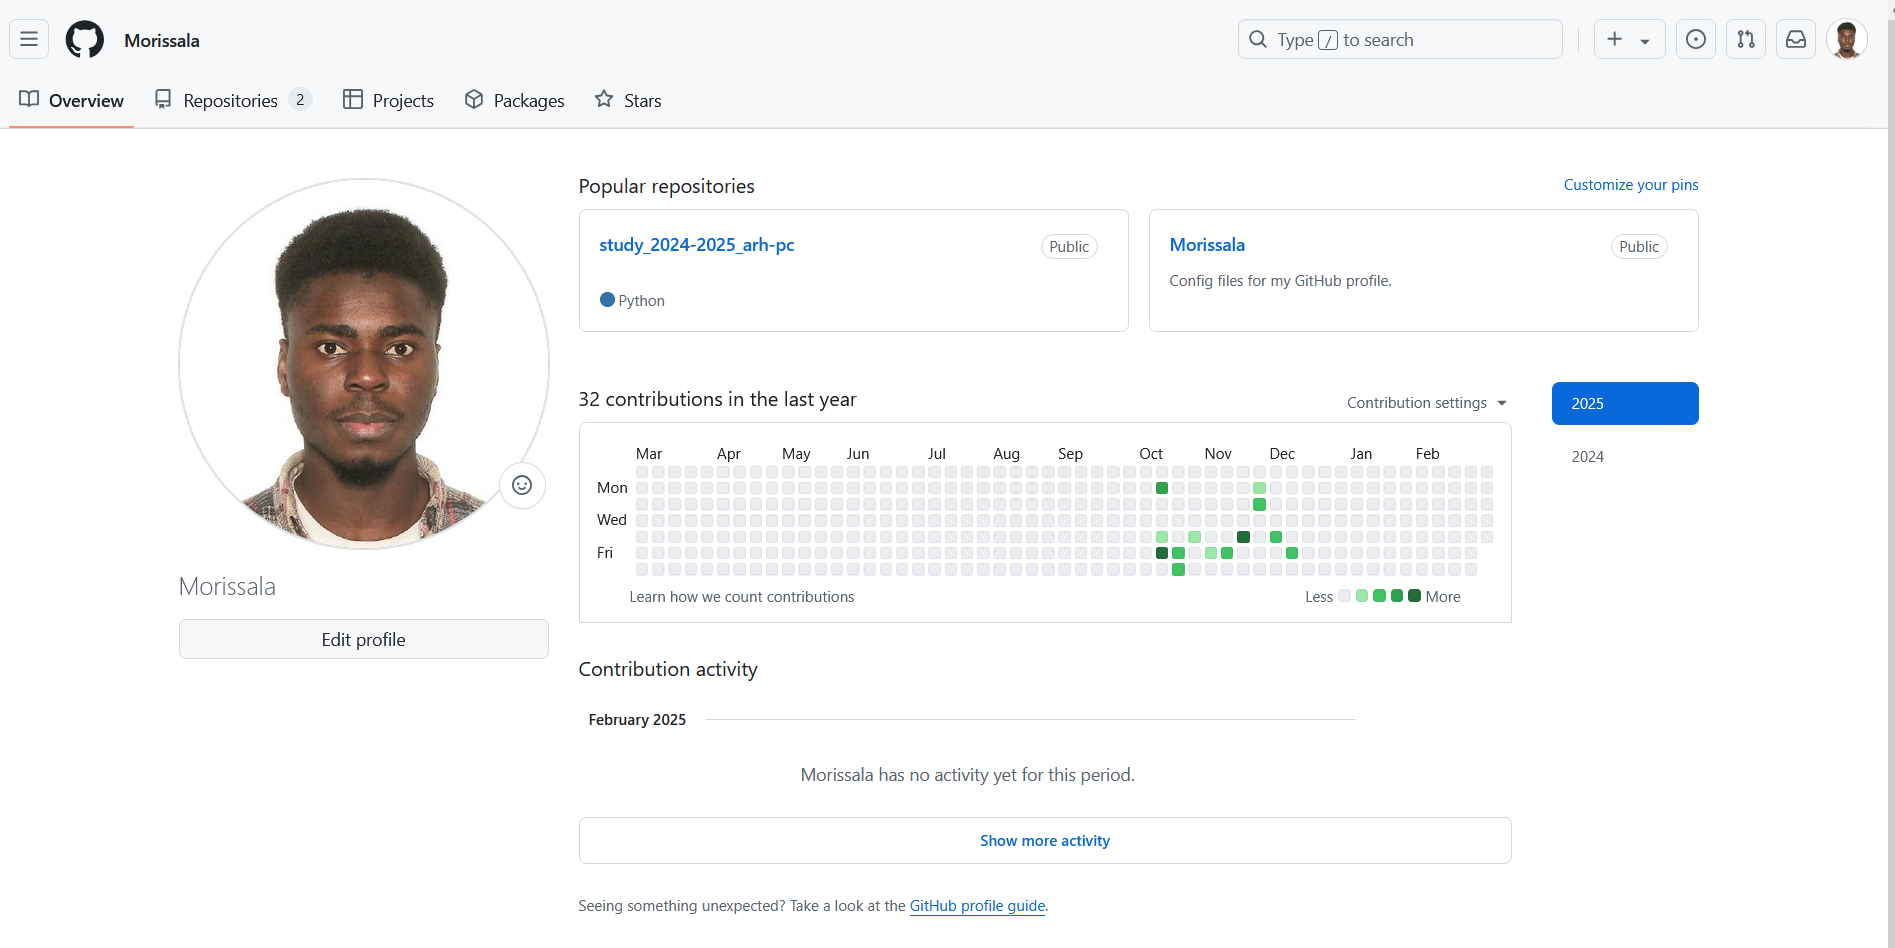 Morissala
Type / to search
Overview
Repositories 2
Projects
Packages
Stars
Morissala
Edit profile
Popular repositories
Customize your pins
study_2024-2025_arh-pc
Public
Python
Morissala
Public
Config files for my GitHub profile.
32 contributions in the last year
Contribution settings
2025
2024
Mar Apr May Jun Jul Aug Sep Oct Nov Dec Jan Feb
Mon
Wed
Fri
Learn how we count contributions
Less
More
Contribution activity
February 2025
Morissala has no activity yet for this period.
Show more activity
Seeing something unexpected? Take a look at the GitHub profile guide.